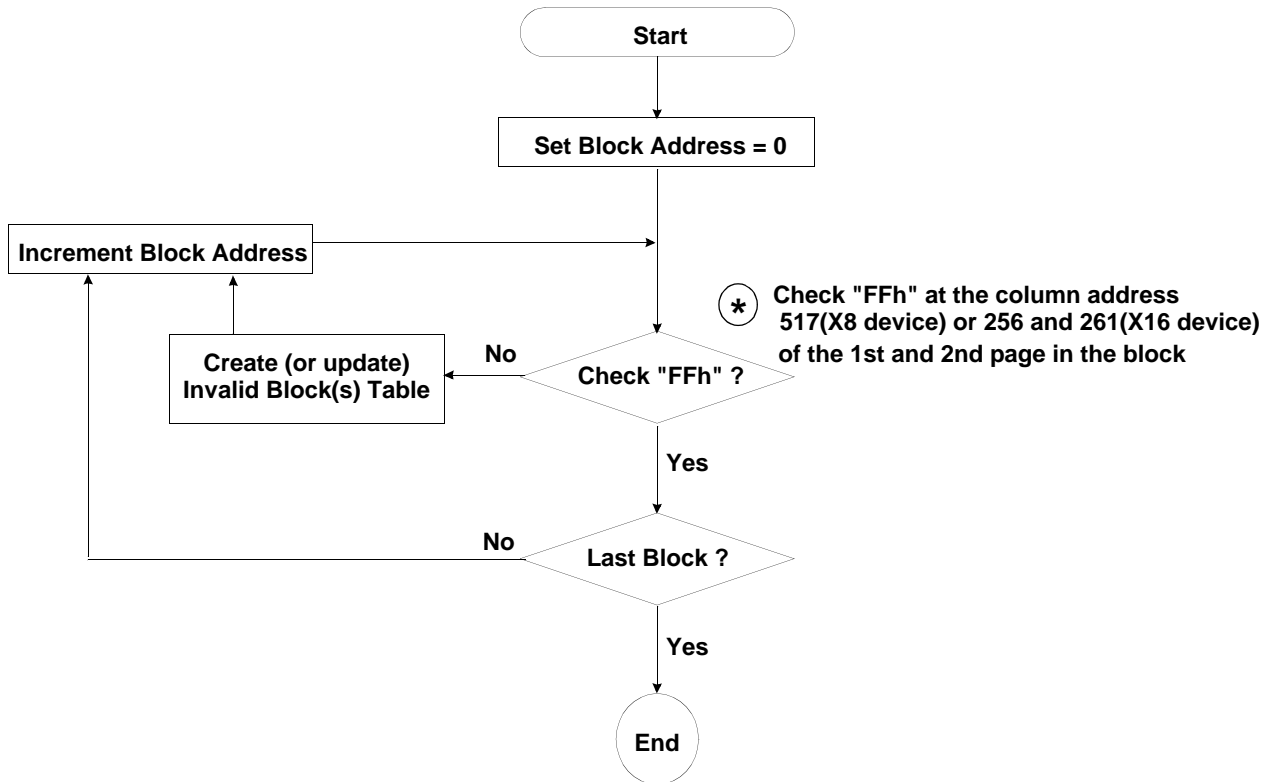 Start
Set Block Address = 0
Increment Block Address
* Check "FFh" at the column address
517(X8 device) or 256 and 261(X16 device)
of the 1st and 2nd page in the block
No
Create (or update)
Invalid Block(s) Table
Check "FFh" ?
Yes
No
Last Block ?
Yes
End